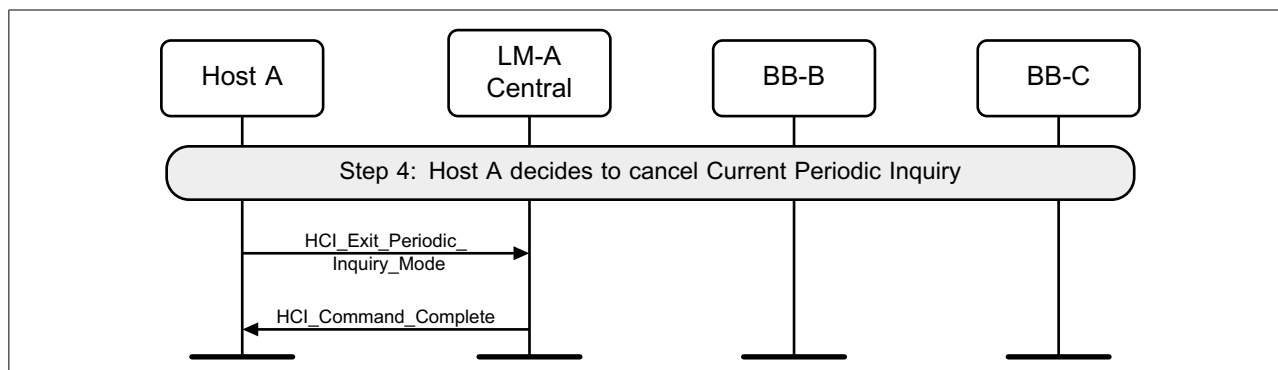 Host A
LM-A
Central
BB-B
BB-C
Step 4: Host A decides to cancel Current Periodic Inquiry
HCI_Exit_Periodic_
Inquiry_Mode
HCI_Command_Complete